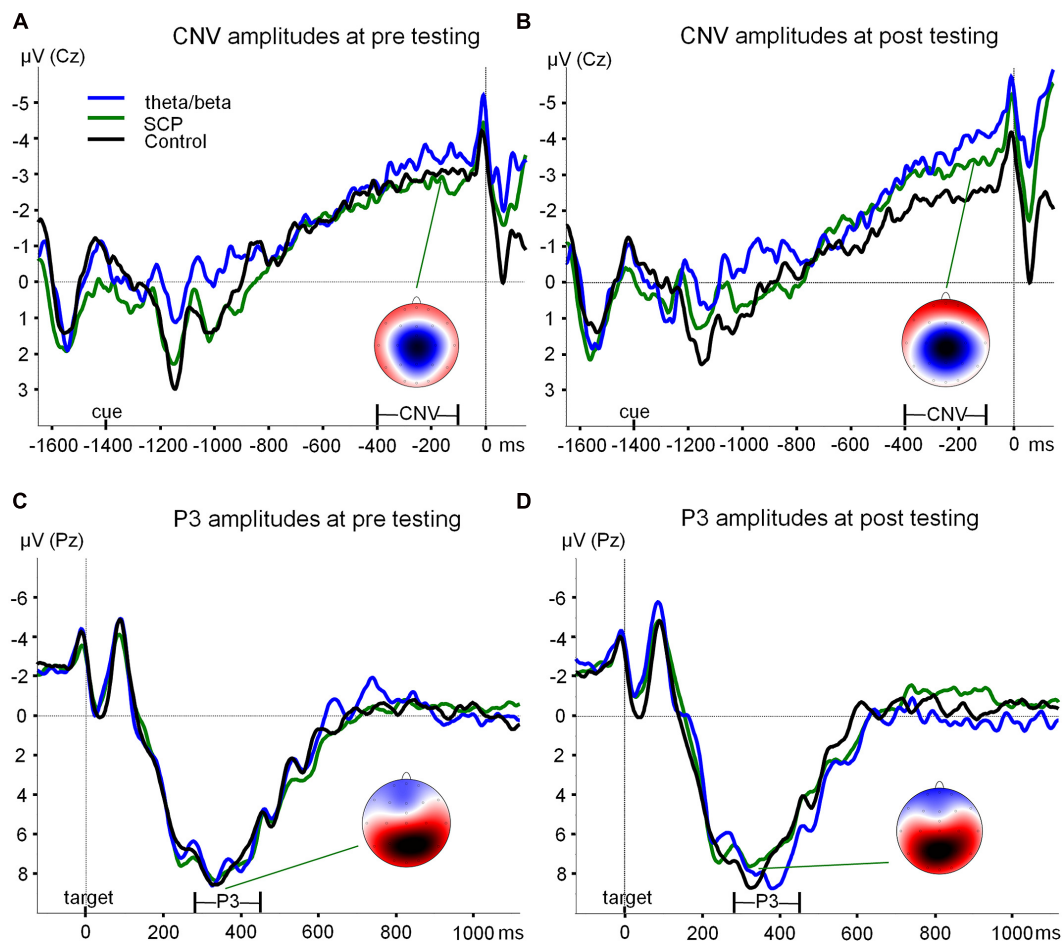 A
CNV amplitudes at pre testing
µV (Cz)
-5
-4
-3
-2
-1
0
1
2
3
theta/beta
SCP
Control
cue
CNV
-1600 -1400 -1200 -1000 -800 -600 -400 -200 0 ms
B
CNV amplitudes at post testing
µV (Cz)
-5
-4
-3
-2
-1
0
1
2
3
cue
CNV
-1600 -1400 -1200 -1000 -800 -600 -400 -200 0 ms
C
P3 amplitudes at pre testing
µV (Pz)
-6
-4
-2
0
2
4
6
8
target
P3
0 200 400 600 800 1000 ms
D
P3 amplitudes at post testing
µV (Pz)
-6
-4
-2
0
2
4
6
8
target
P3
0 200 400 600 800 1000 ms